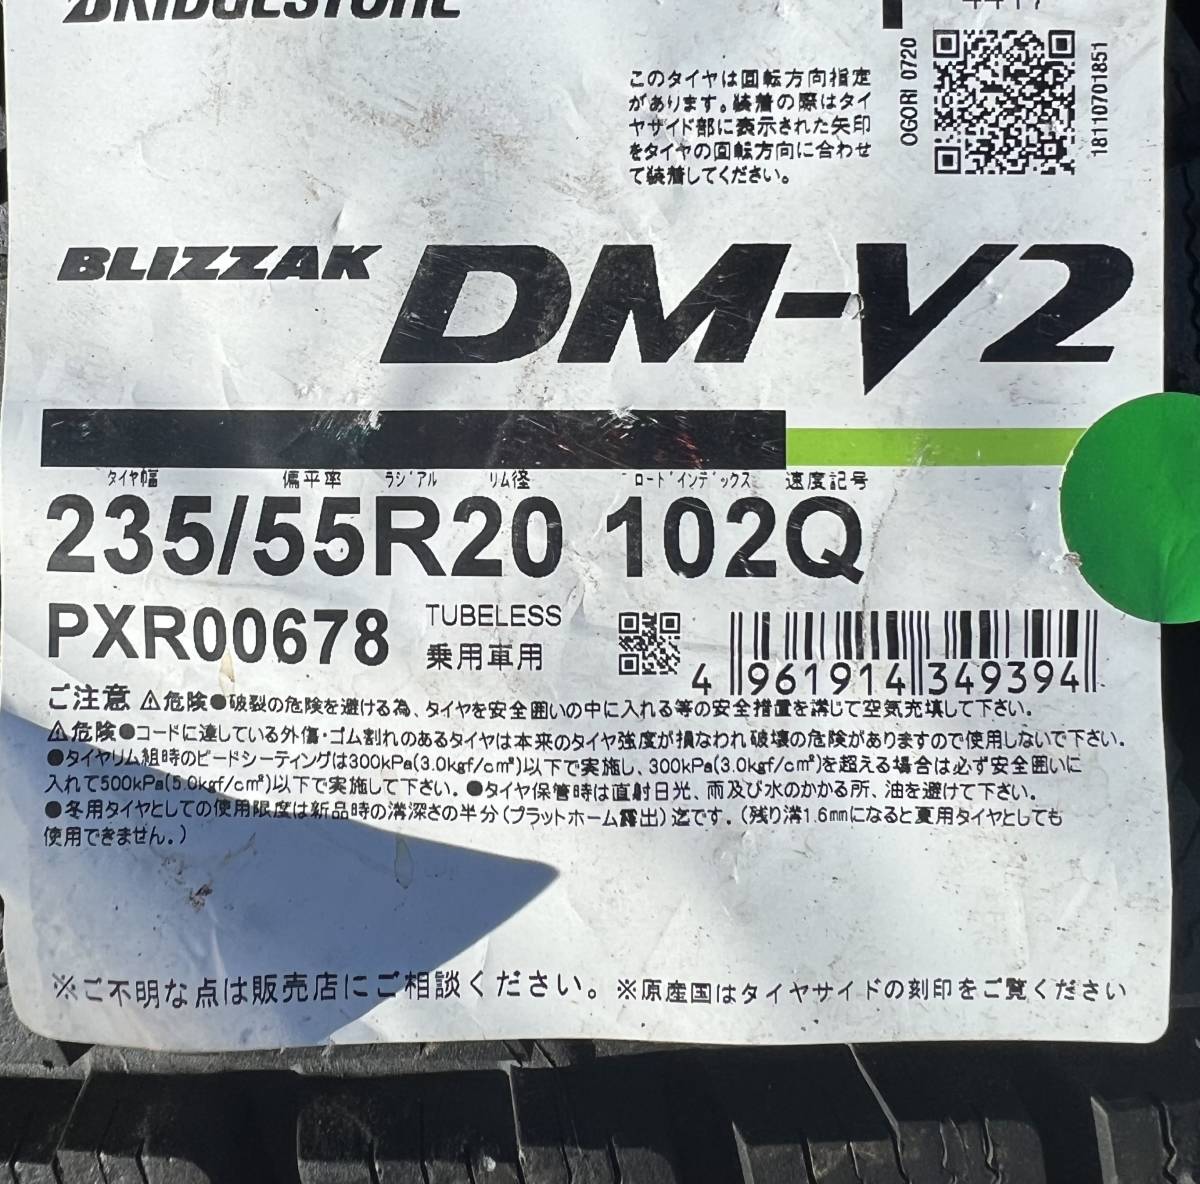 BRIDGESTONE
4417
このタイヤは回転方向指定
があります。装着の際はタイ
ヤサイド部に表示された矢印
をタイヤの回転方向に合わせ
て装着してください。
OGORI 0720
18110701851
BLIZZAK DM-V2
タイヤ幅 偏平率 ラジアル リム径 ロードインデックス 速度記号
235/55R20 102Q
PXR00678 TUBELESS
乗用車用
4 961914 349394
ご注意 ⚠危険●破裂の危険を避ける為、タイヤを安全囲いの中に入れる等の安全措置を講じて空気充填して下さい。
⚠危険●コードに達している外傷・ゴム割れのあるタイヤは本来のタイヤ強度が損なわれ破壊の危険がありますので使用しないで下さい。
●タイヤリム組時のビードシーティングは300kPa(3.0kgf/cm²)以下で実施し、300kPa(3.0kgf/cm²)を超える場合は必ず安全囲いに
入れて500kPa(5.0kgf/cm²)以下で実施して下さい。●タイヤ保管時は直射日光、雨及び水のかかる所、油を避けて下さい。
●冬用タイヤとしての使用限度は新品時の溝深さの半分(プラットホーム露出)迄です。(残り溝1.6mmになると夏用タイヤとしても
使用できません。)
※ご不明な点は販売店にご相談ください。 ※原産国はタイヤサイドの刻印をご覧ください